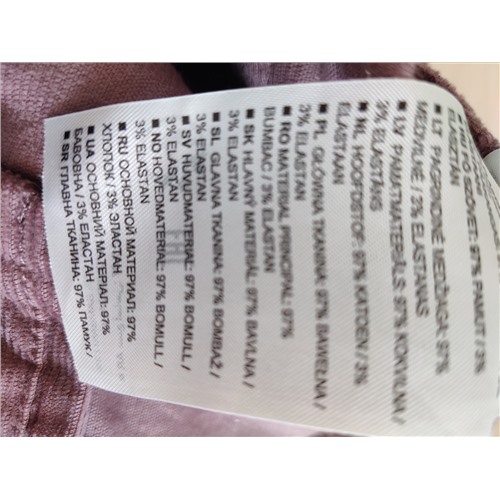 97% PAMUT / 3%
ELASZTÁN
■ LT PAGRINDINĖ MEDŽIAGA: 97%
MEDVILNĖ / 3% ELASTANAS
■ LV PAMATMATERIĀLS: 97% KOKVILNA /
3% ELASTĀNS
■ NL HOOFDSTOF: 97% KATOEN / 3%
ELASTAAN
■ PL GŁÓWNA TKANINA: 97% BAWEŁNA /
3% ELASTAN
■ RO MATERIAL PRINCIPAL: 97%
BUMBAC / 3% ELASTAN
■ SK HLAVNÝ MATERIÁL: 97% BAVLNA /
3% ELASTAN
■ SL GLAVNA TKANINA: 97% BOMBAŽ /
3% ELASTAN
■ SV HUVUDMATERIAL: 97% BOMULL /
3% ELASTAN
■ NO HOVEDMATERIAL: 97% BOMULL /
3% ELASTAN
■ RU ОСНОВНОЙ МАТЕРИАЛ: 97%
ХЛОПОК / 3% ЭЛАСТАН
■ UA ОСНОВНИЙ МАТЕРІАЛ: 97%
БАВОВНА / 3% ЕЛАСТАН
■ SR ГЛАВНА ТКАНИНА: 97% ПАМУК /